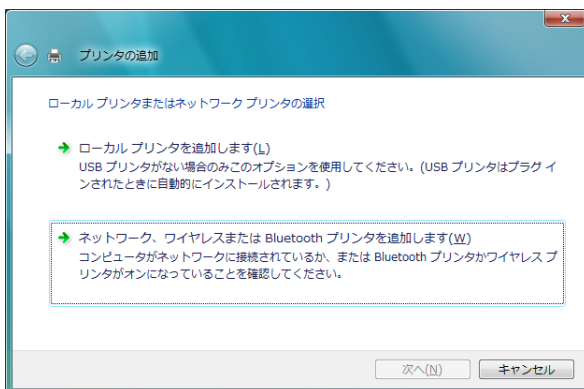 プリンタの追加
ローカル プリンタまたはネットワーク プリンタの選択
ローカル プリンタを追加します(L)
USB プリンタがない場合のみこのオプションを使用してください。(USB プリンタはプラグ イ
ンされたときに自動的にインストールされます。)
ネットワーク、ワイヤレスまたは Bluetooth プリンタを追加します(W)
コンピュータがネットワークに接続されているか、または Bluetooth プリンタかワイヤレス プ
リンタがオンになっていることを確認してください。
次へ(N) キャンセル